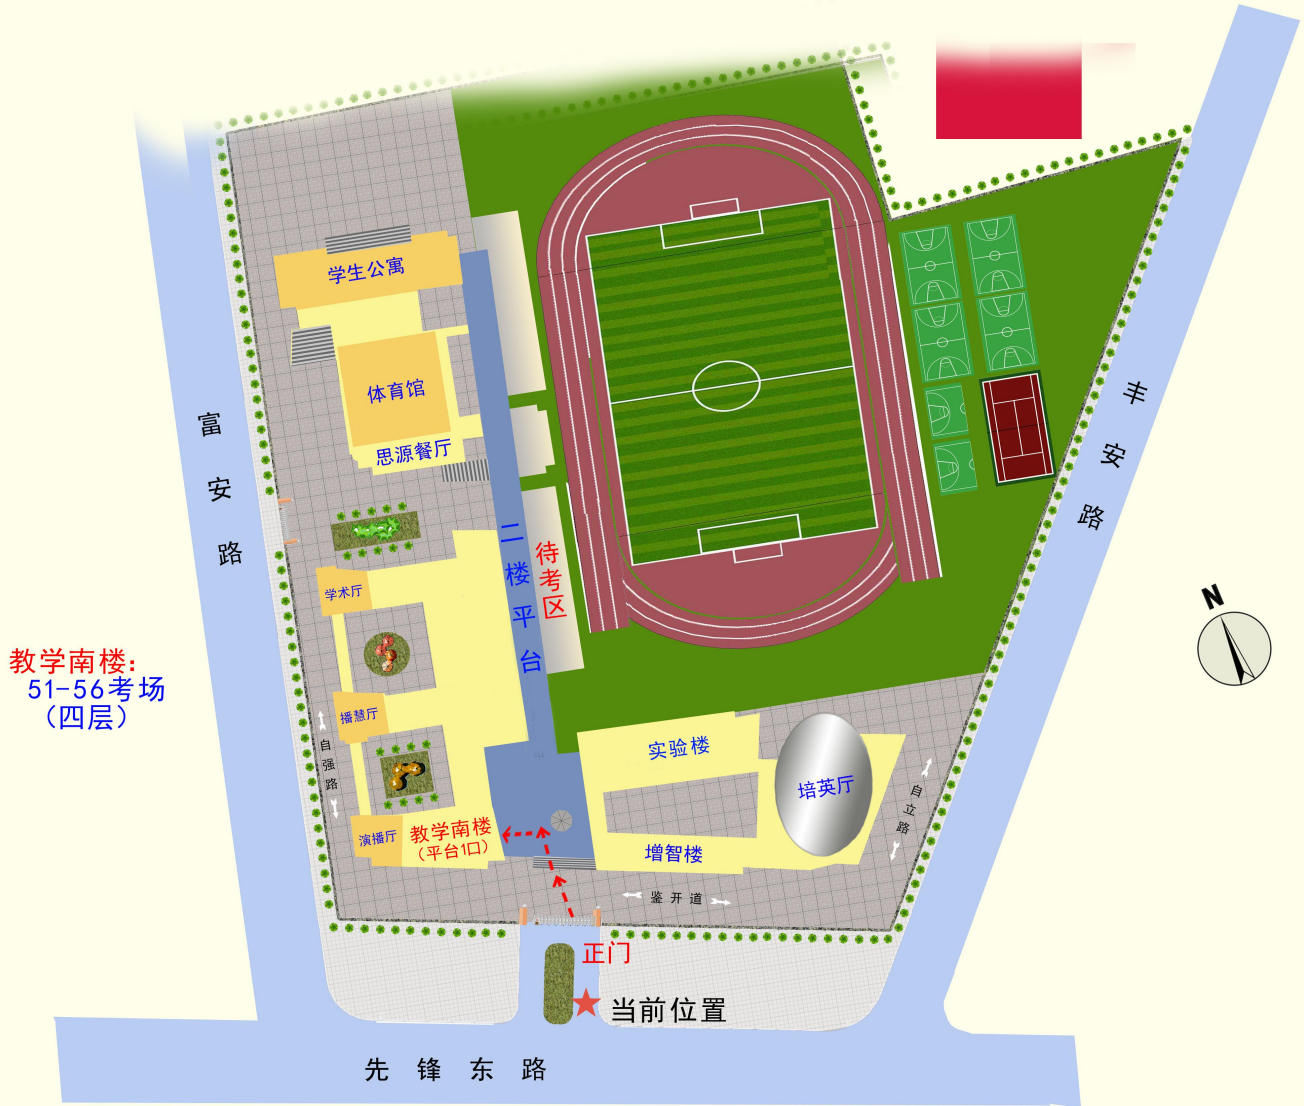 学生公寓
体育馆
思源餐厅
富安路
丰安路
二楼平台
待考区
N
学术厅
教学南楼：
51-56考场
（四层）
播慧厅
自强路
实验楼
培英厅
自立路
演播厅
教学南楼
（平台1口）
增智楼
鉴开道
正门
当前位置
先锋东路